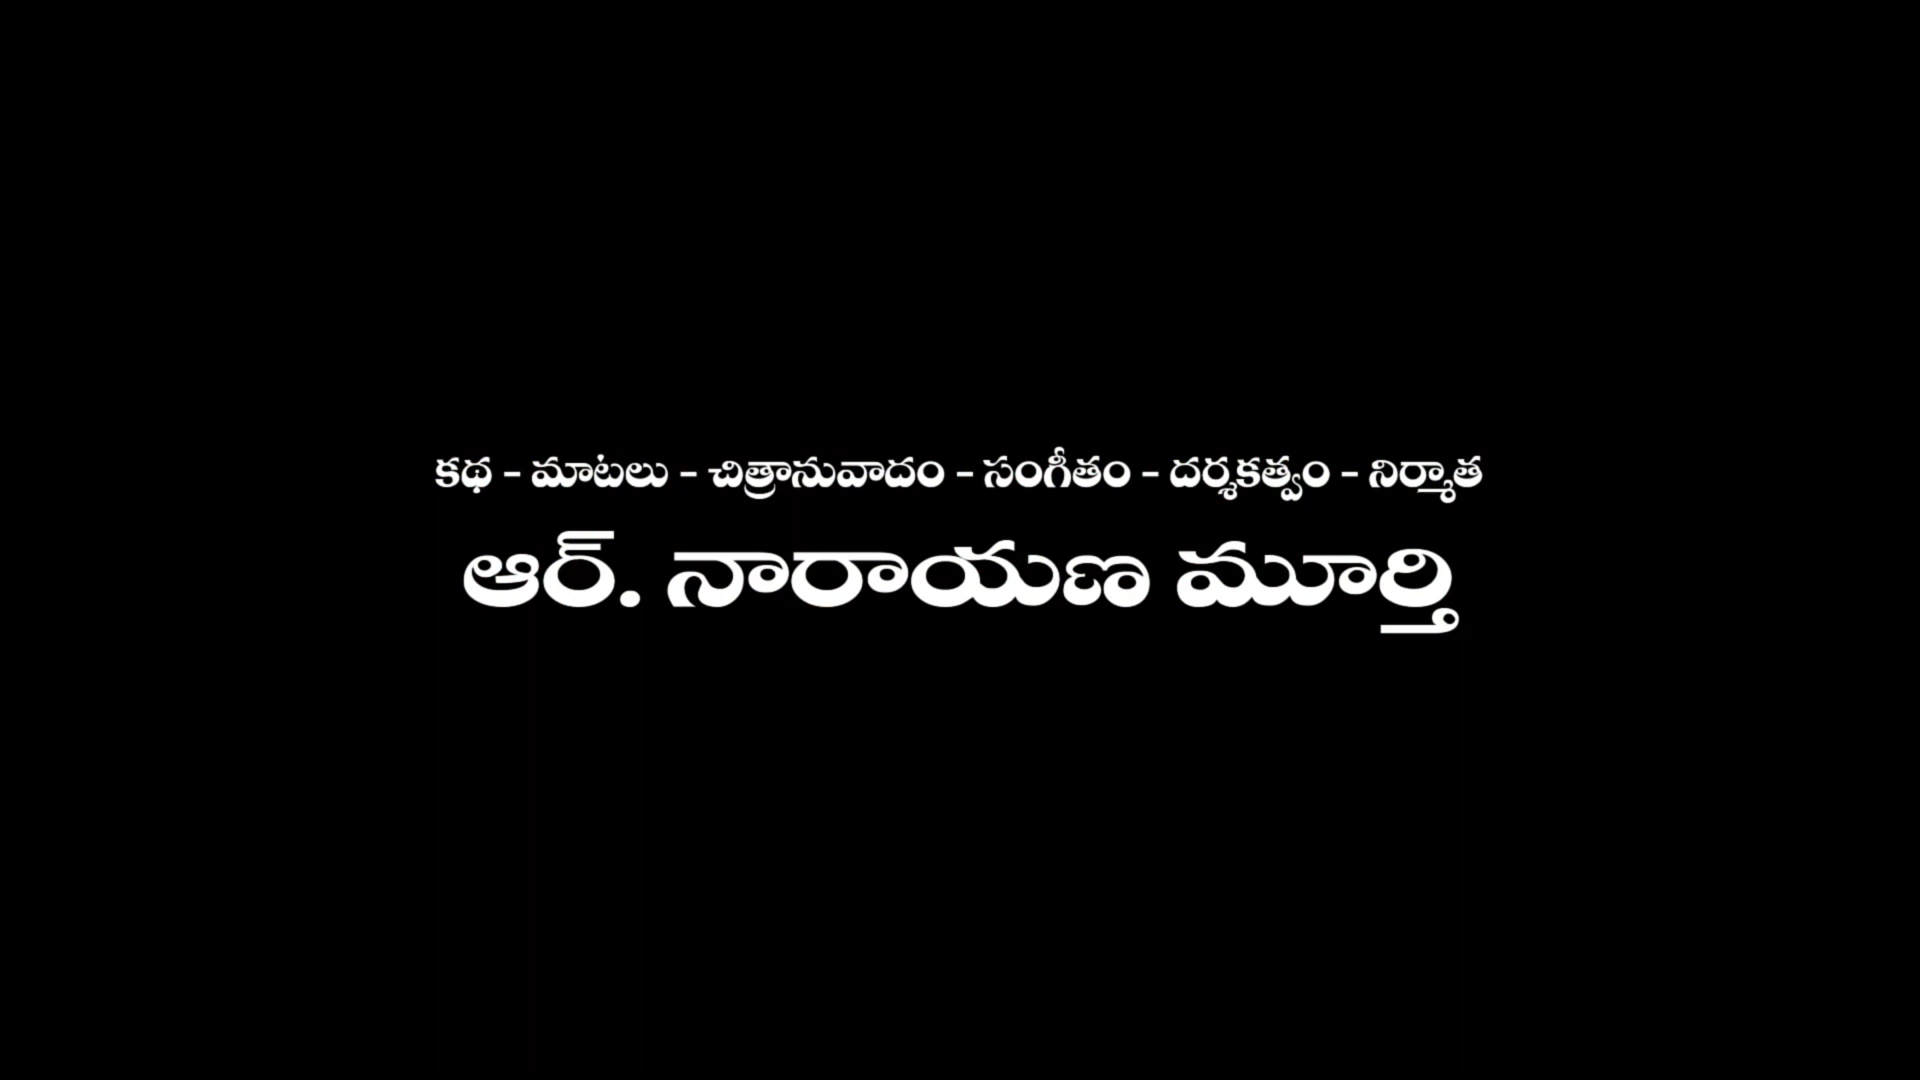 కథ - మాటలు - చిత్రానువాదం - సంగీతం - దర్శకత్వం - నిర్మాత
ఆర్. నారాయణ మూర్తి